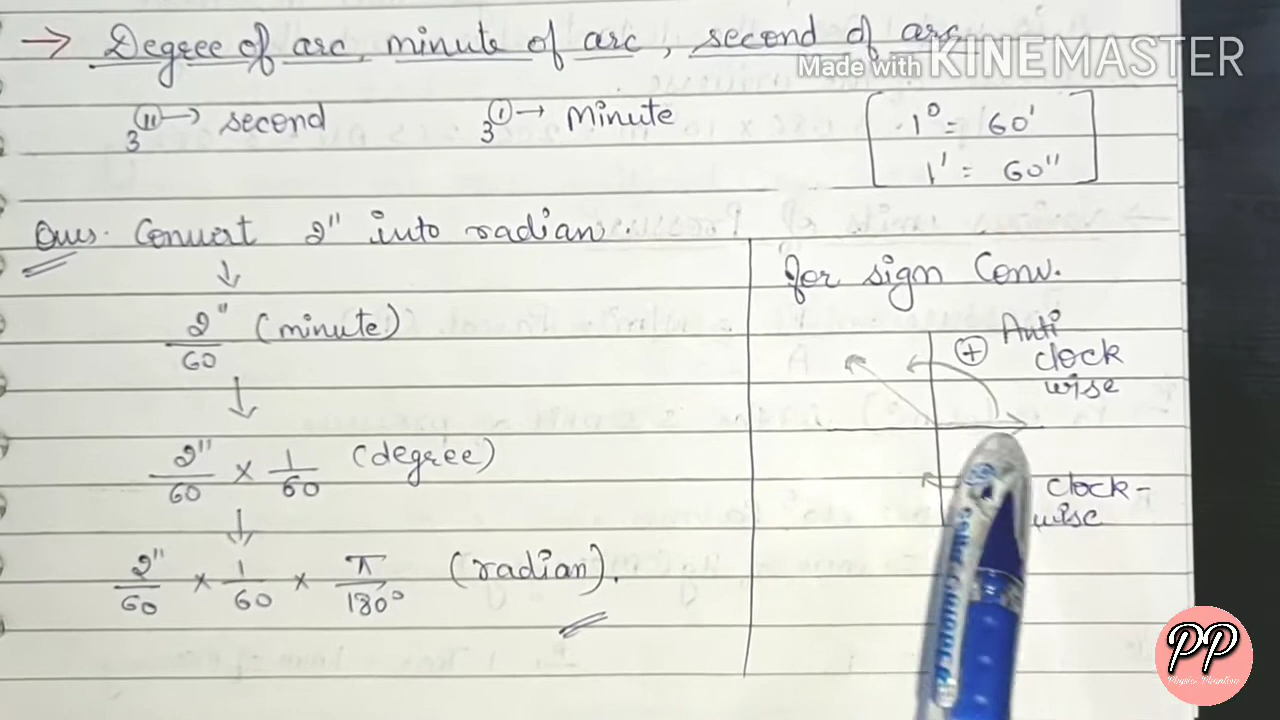 → Degree of arc, minute of arc, second of arc
Made with KINEMASTER
3'' → second 3' → Minute
1° = 60'
1' = 60''
Ques. Convert 2'' into radian.
↓
2''/60 (minute)
↓
2''/60 × 1/60 (degree)
↓
2''/60 × 1/60 × π/180° (radian).
for sign Conv.
+ Anti
clock
wise
clock-
wise
PP